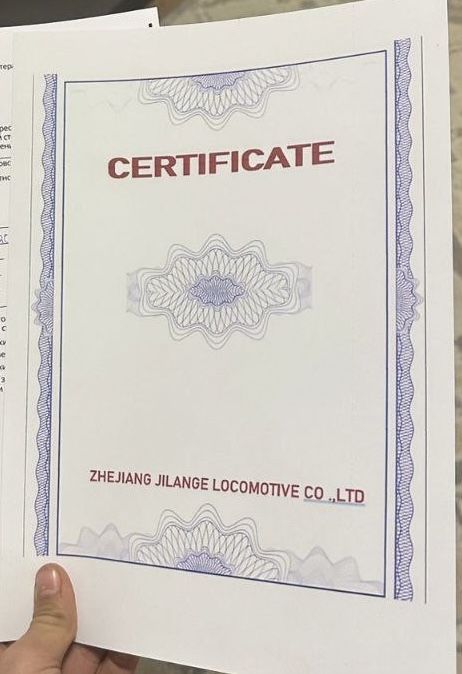 CERTIFICATE
ZHEJIANG JILANGE LOCOMOTIVE CO .,LTD